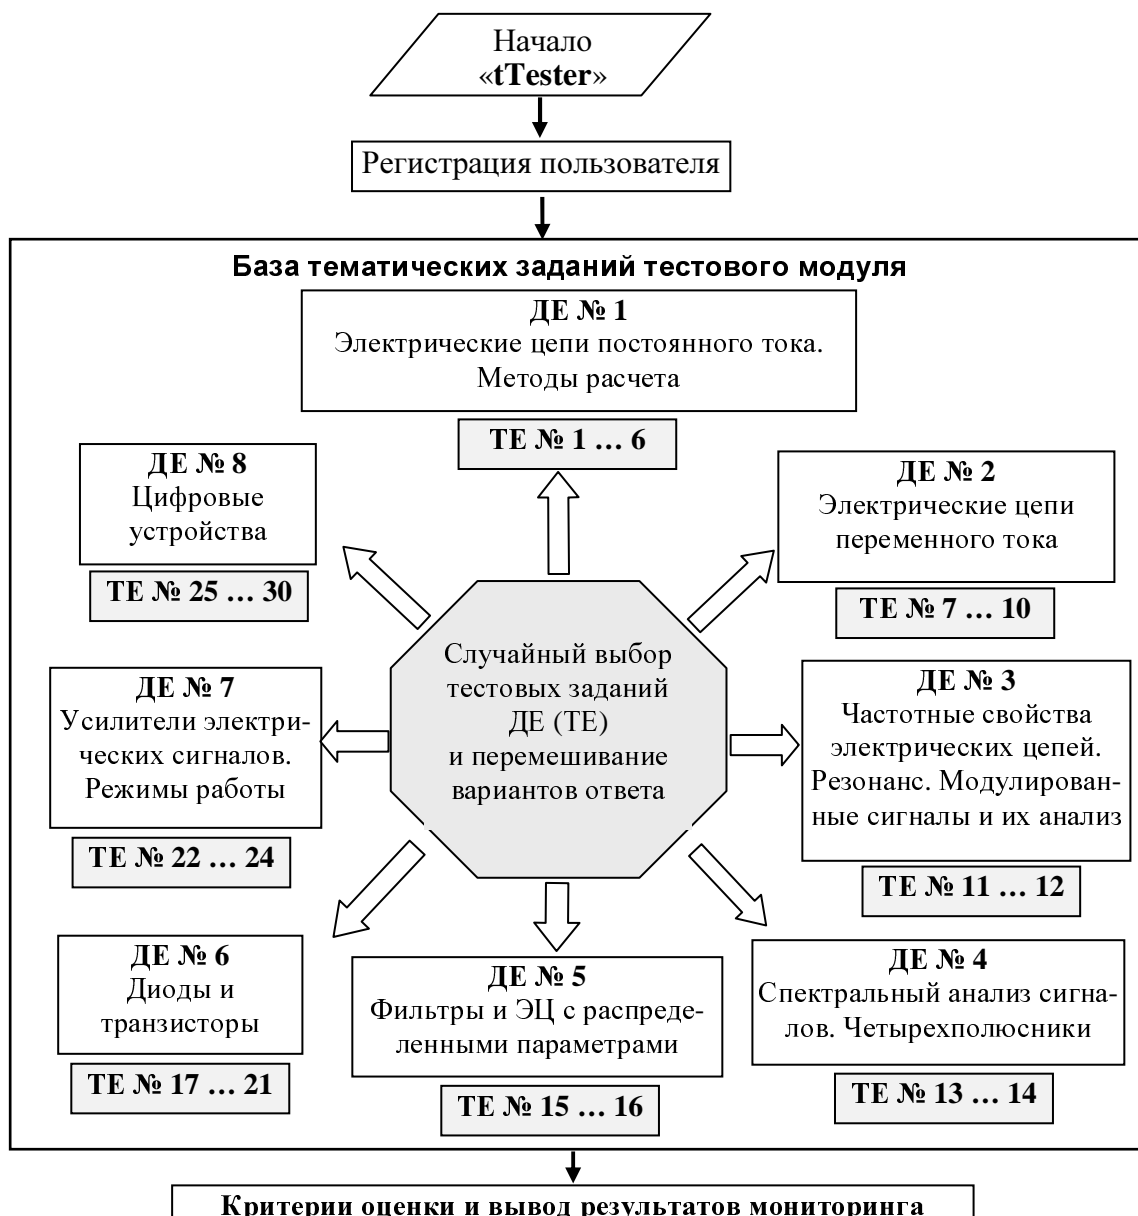 Начало
«tTester»
Регистрация пользователя
База тематических заданий тестового модуля
ДЕ № 1
Электрические цепи постоянного тока.
Методы расчета
ТЕ № 1 … 6
ДЕ № 8
Цифровые
устройства
ТЕ № 25 … 30
ДЕ № 2
Электрические цепи
переменного тока
ТЕ № 7 … 10
Случайный выбор
тестовых заданий
ДЕ (ТЕ)
и перемешивание
вариантов ответа
ДЕ № 7
Усилители электри-
ческих сигналов.
Режимы работы
ТЕ № 22 … 24
ДЕ № 3
Частотные свойства
электрических цепей.
Резонанс. Модулирован-
ные сигналы и их анализ
ТЕ № 11 … 12
ДЕ № 6
Диоды и
транзисторы
ТЕ № 17 … 21
ДЕ № 5
Фильтры и ЭЦ с распреде-
ленными параметрами
ТЕ № 15 … 16
ДЕ № 4
Спектральный анализ сигна-
лов. Четырехполюсники
ТЕ № 13 … 14
Критерии оценки и вывод результатов мониторинга